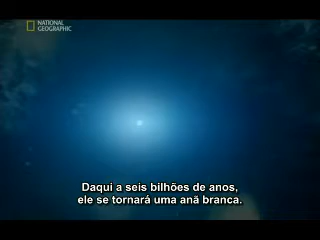 NATIONAL
GEOGRAPHIC
Daqui a seis bilhões de anos,
ele se tornará uma anã branca.